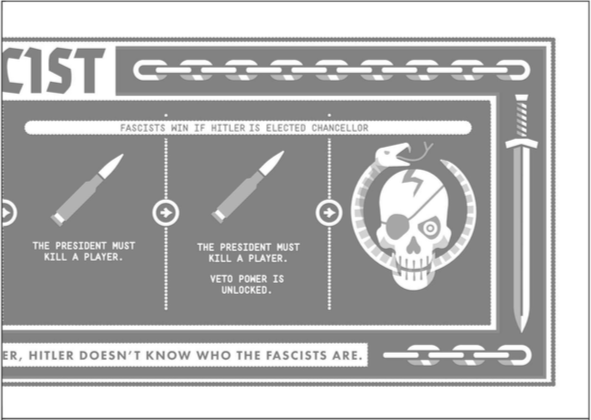 CIST
FASCISTS WIN IF HITLER IS ELECTED CHANCELLOR
THE PRESIDENT MUST
KILL A PLAYER.
THE PRESIDENT MUST
KILL A PLAYER.
VETO POWER IS
UNLOCKED.
ER, HITLER DOESN'T KNOW WHO THE FASCISTS ARE.